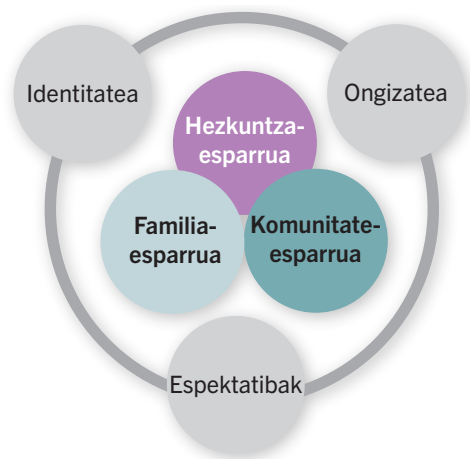 Identitatea
Ongizatea
Hezkuntza-
esparrua
Familia-
esparrua
Komunitate-
esparrua
Espektatibak